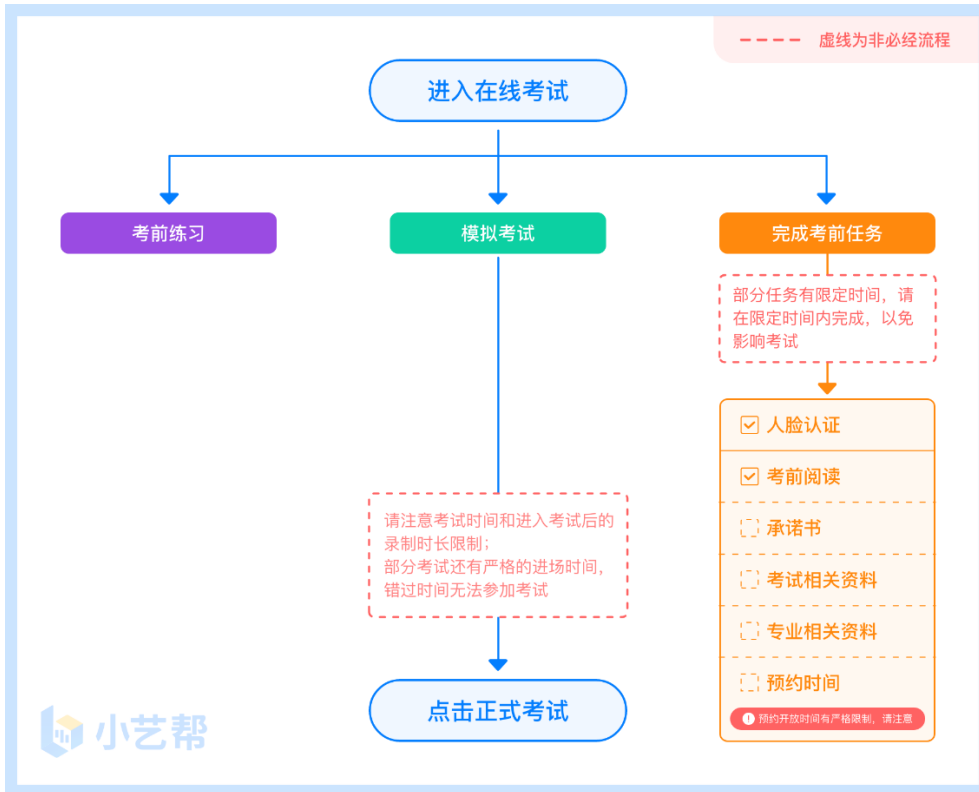 虚线为非必经流程
进入在线考试
考前练习
模拟考试
完成考前任务
部分任务有限定时间，请
在限定时间内完成，以免
影响考试
人脸认证
考前阅读
承诺书
考试相关资料
专业相关资料
预约时间
预约开放时间有严格限制，请注意
请注意考试时间和进入考试后的
录制时长限制；
部分考试还有严格的进场时间，
错过时间无法参加考试
点击正式考试
小艺帮